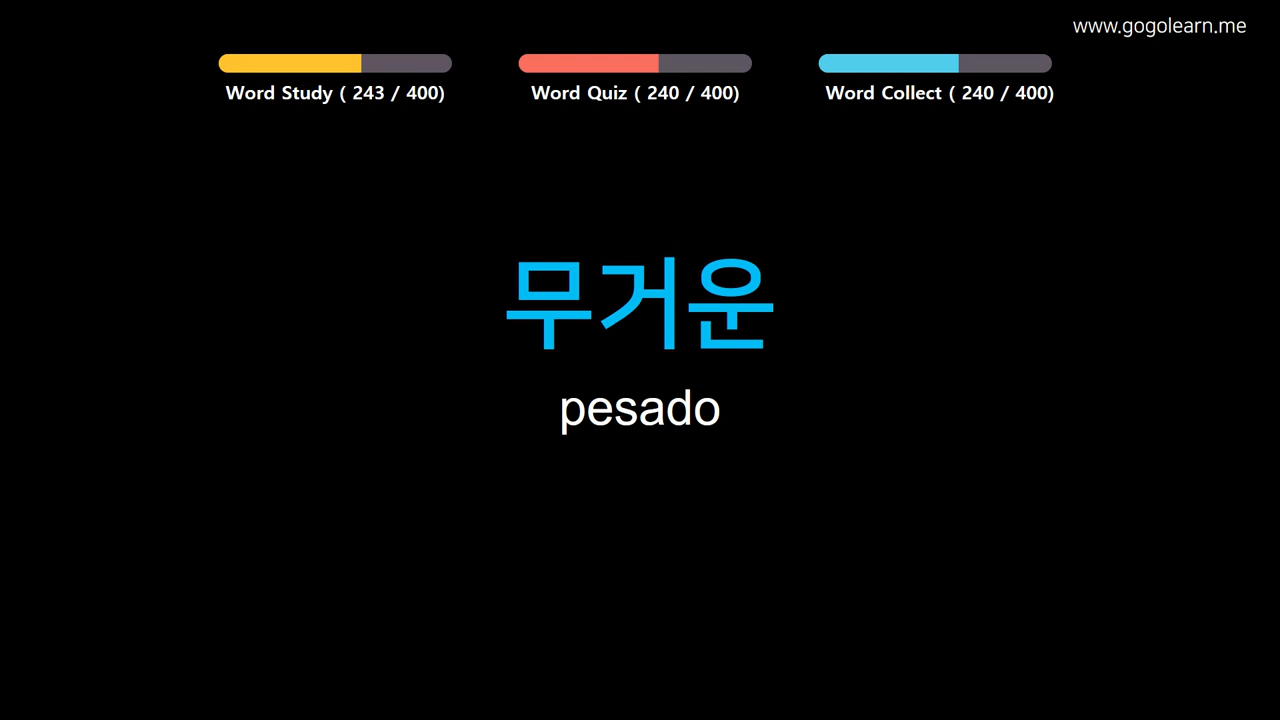 www.gogolearn.me
Word Study ( 243 / 400)
Word Quiz ( 240 / 400)
Word Collect ( 240 / 400)
무거운
pesado